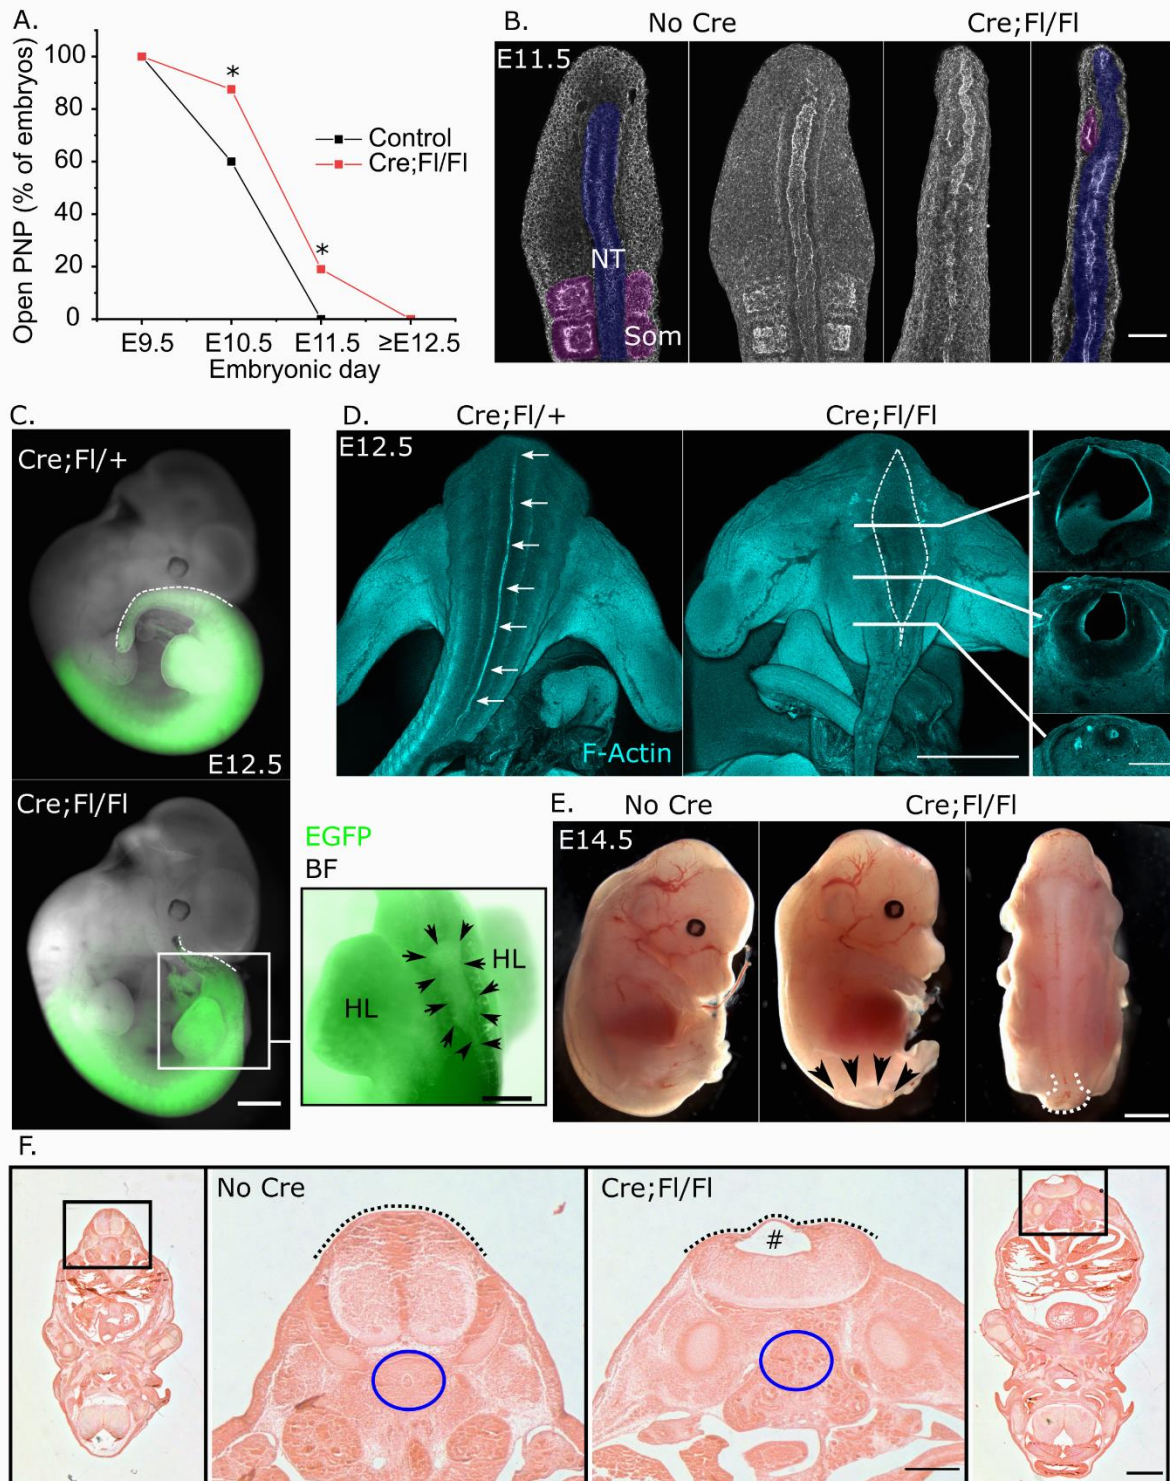 A.
Open PNP (% of embryos)
100
80
60
40
20
0
*
*
Control
Cre;Fl/Fl
E9.5 E10.5 E11.5 ≥E12.5
Embryonic day
B.
No Cre Cre;Fl/Fl
E11.5
NT
Som
C.
Cre;Fl/+
E12.5
Cre;Fl/Fl
EGFP
BF
HL
HL
D.
Cre;Fl/+ Cre;Fl/Fl
E12.5
F-Actin
E.
No Cre Cre;Fl/Fl
E14.5
F.
No Cre
Cre;Fl/Fl
#